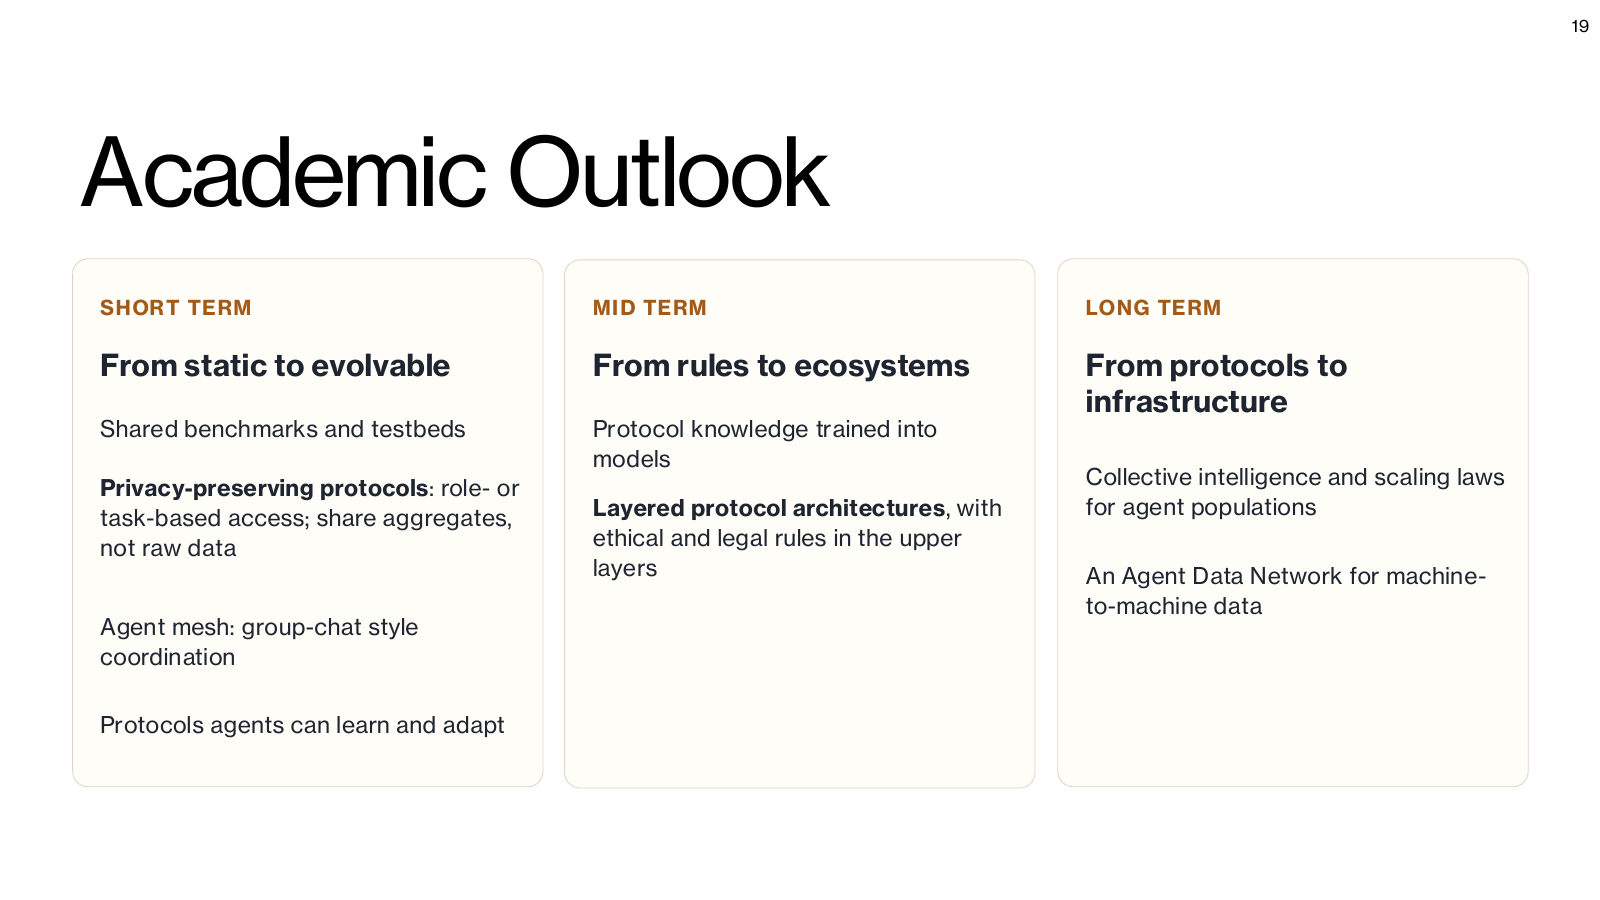 19
Academic Outlook
SHORT TERM
From static to evolvable
Shared benchmarks and testbeds
Privacy-preserving protocols: role- or
task-based access; share aggregates,
not raw data
Agent mesh: group-chat style
coordination
Protocols agents can learn and adapt
MID TERM
From rules to ecosystems
Protocol knowledge trained into
models
Layered protocol architectures, with
ethical and legal rules in the upper
layers
LONG TERM
From protocols to
infrastructure
Collective intelligence and scaling laws
for agent populations
An Agent Data Network for machine-
to-machine data